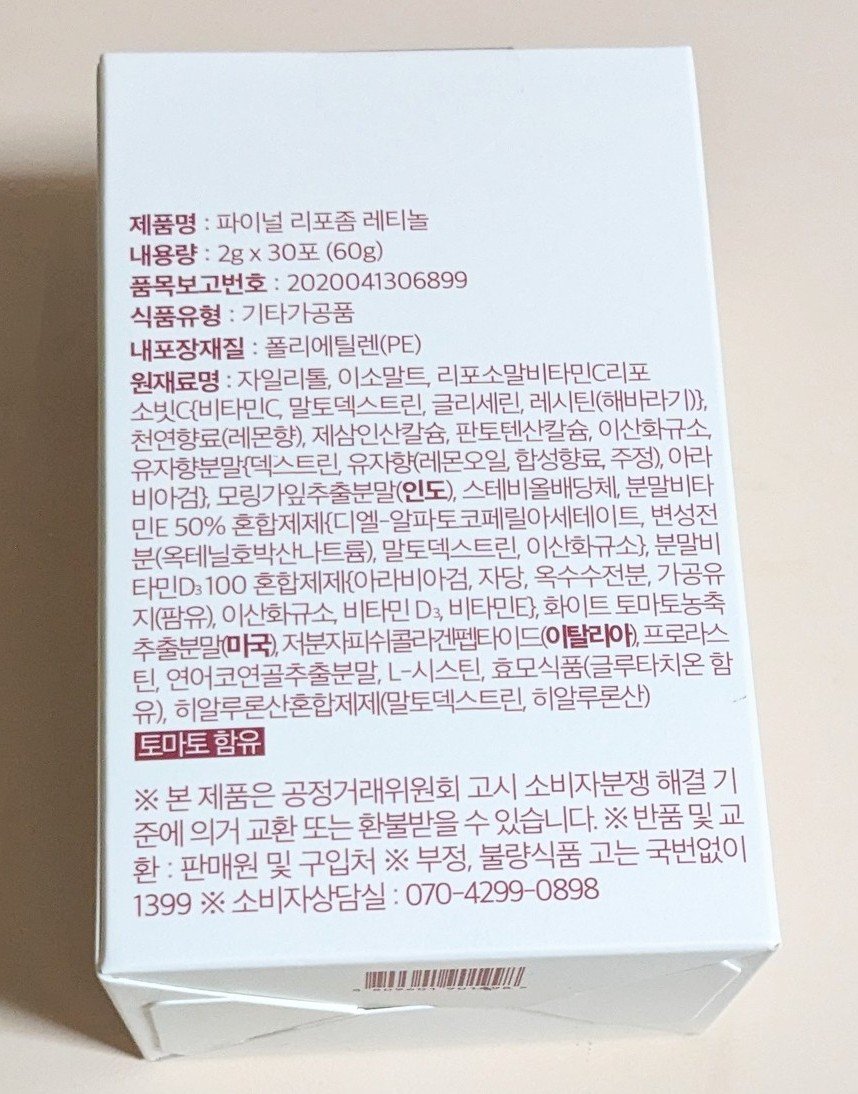 제품명 : 파이널 리포좀 레티놀
내용량 : 2g x 30포 (60g)
품목보고번호 : 2020041306899
식품유형 : 기타가공품
내포장재질 : 폴리에틸렌(PE)
원재료명 : 자일리톨, 이소말트, 리포소말비타민C리포
소빗C{비타민C, 말토덱스트린, 글리세린, 레시틴(해바라기)},
천연향료(레몬향), 제삼인산칼슘, 판토텐산칼슘, 이산화규소,
유자향분말{덱스트린, 유자향(레몬오일, 합성향료, 주정), 아라
비아검}, 모링가잎추출분말(인도), 스테비올배당체, 분말비타
민E 50% 혼합제제{디엘-알파토코페릴아세테이트, 변성전
분(옥테닐호박산나트륨), 말토덱스트린, 이산화규소}, 분말비
타민D₃ 100 혼합제제{아라비아검, 자당, 옥수수전분, 가공유
지(팜유), 이산화규소, 비타민 D₃, 비타민E}, 화이트 토마토농축
추출분말(미국), 저분자피쉬콜라겐펩타이드(이탈리아), 프로라스
틴, 연어코연골추출분말, L-시스틴, 효모식품(글루타치온 함
유), 히알루론산혼합제제(말토덱스트린, 히알루론산)
토마토 함유
※ 본 제품은 공정거래위원회 고시 소비자분쟁 해결 기
준에 의거 교환 또는 환불받을 수 있습니다. ※ 반품 및 교
환 : 판매원 및 구입처 ※ 부정, 불량식품 고는 국번없이
1399 ※ 소비자상담실 : 070-4299-0898